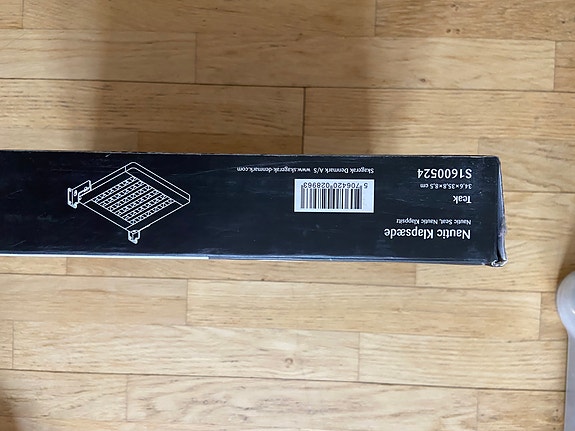 Nautic Klapsæde
Nautic Seat, Nautic Klappsitz
Teak
34,6×35,8×8,5 cm
S1600524
5 706420 028963
Skagerak Denmark A/S www.skagerak-denmark.com